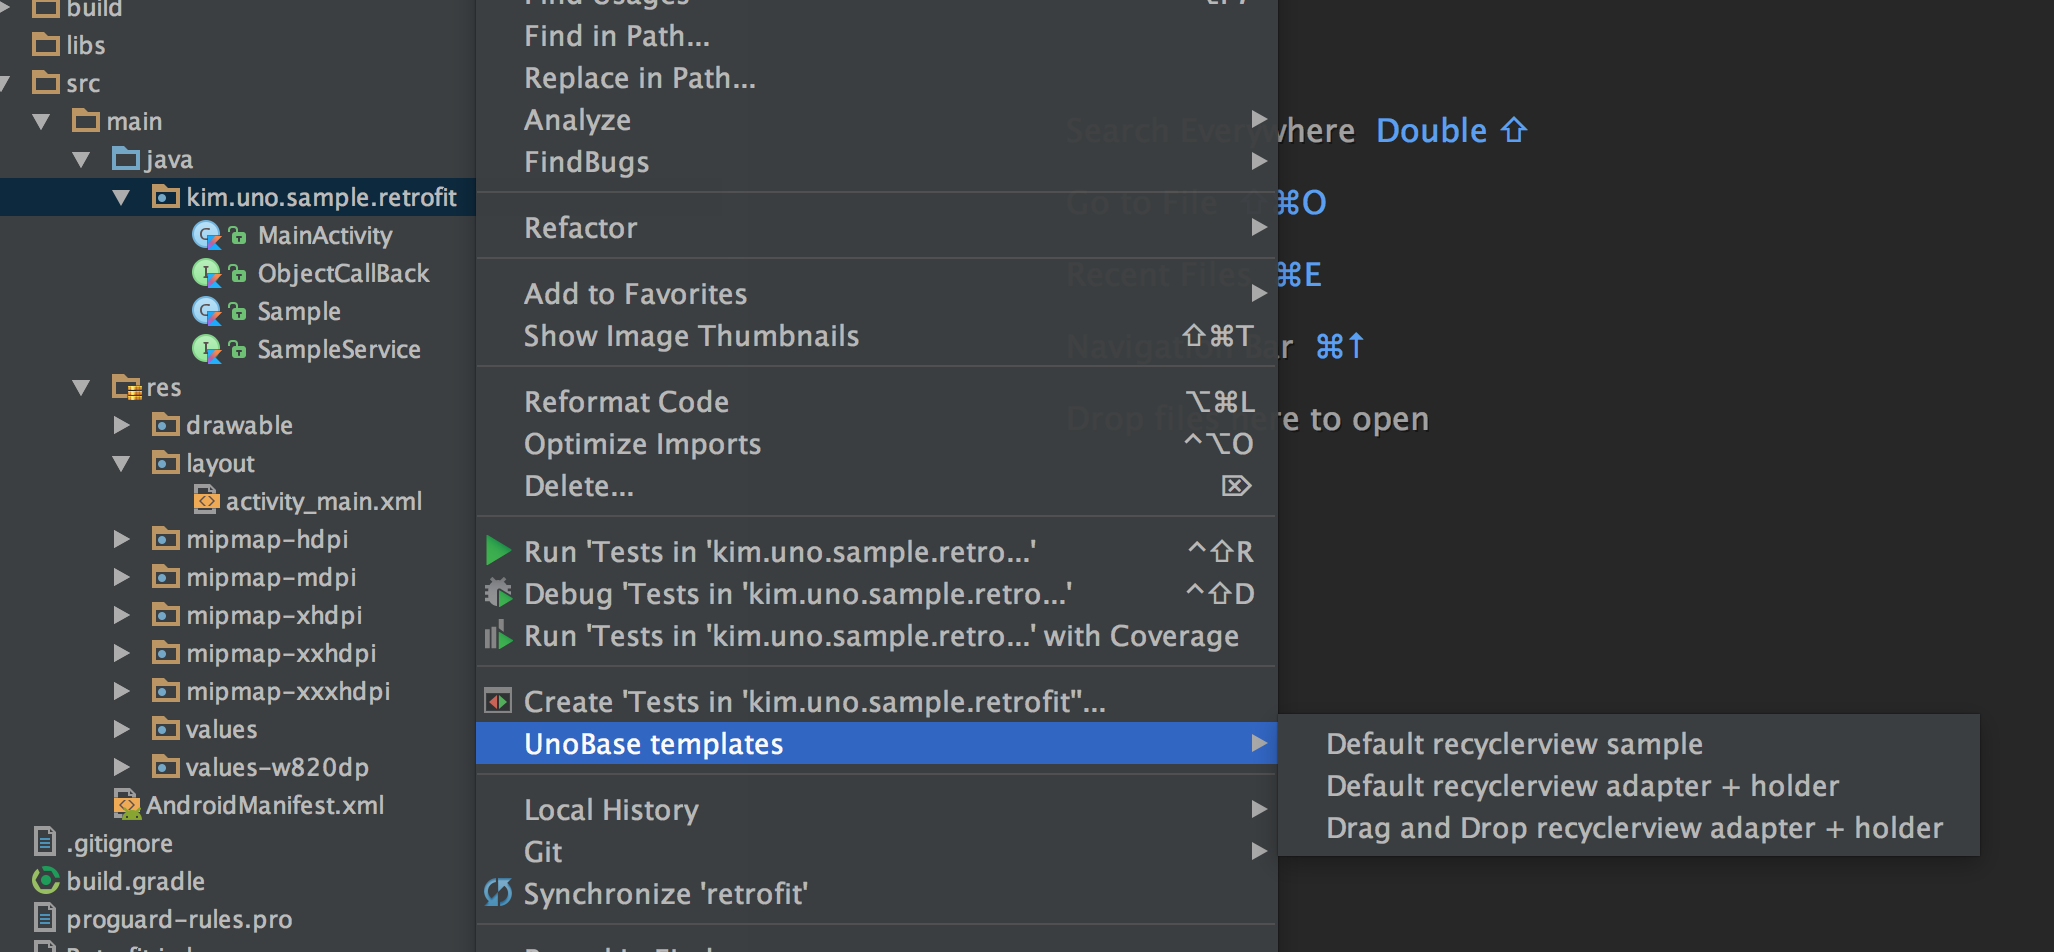 build
libs
src
main
java
kim.uno.sample.retrofit
MainActivity
ObjectCallBack
Sample
SampleService
res
drawable
layout
activity_main.xml
mipmap-hdpi
mipmap-mdpi
mipmap-xhdpi
mipmap-xxhdpi
mipmap-xxxhdpi
values
values-w820dp
AndroidManifest.xml
.gitignore
build.gradle
proguard-rules.pro
Find Usages
Find in Path...
Replace in Path...
Analyze
FindBugs
Refactor
Add to Favorites
Show Image Thumbnails ⇧⌘T
Reformat Code ⌥⌘L
Optimize Imports ^⌥O
Delete... ⌦
Run 'Tests in 'kim.uno.sample.retro...' ^⇧R
Debug 'Tests in 'kim.uno.sample.retro...' ^⇧D
Run 'Tests in 'kim.uno.sample.retro...' with Coverage
Create 'Tests in 'kim.uno.sample.retrofit''...
UnoBase templates
Local History
Git
Synchronize 'retrofit'
Default recyclerview sample
Default recyclerview adapter + holder
Drag and Drop recyclerview adapter + holder
Search Everywhere Double ⇧
Go to File ⇧⌘O
Recent Files ⌘E
Navigation Bar ⌘↑
Drop files here to open